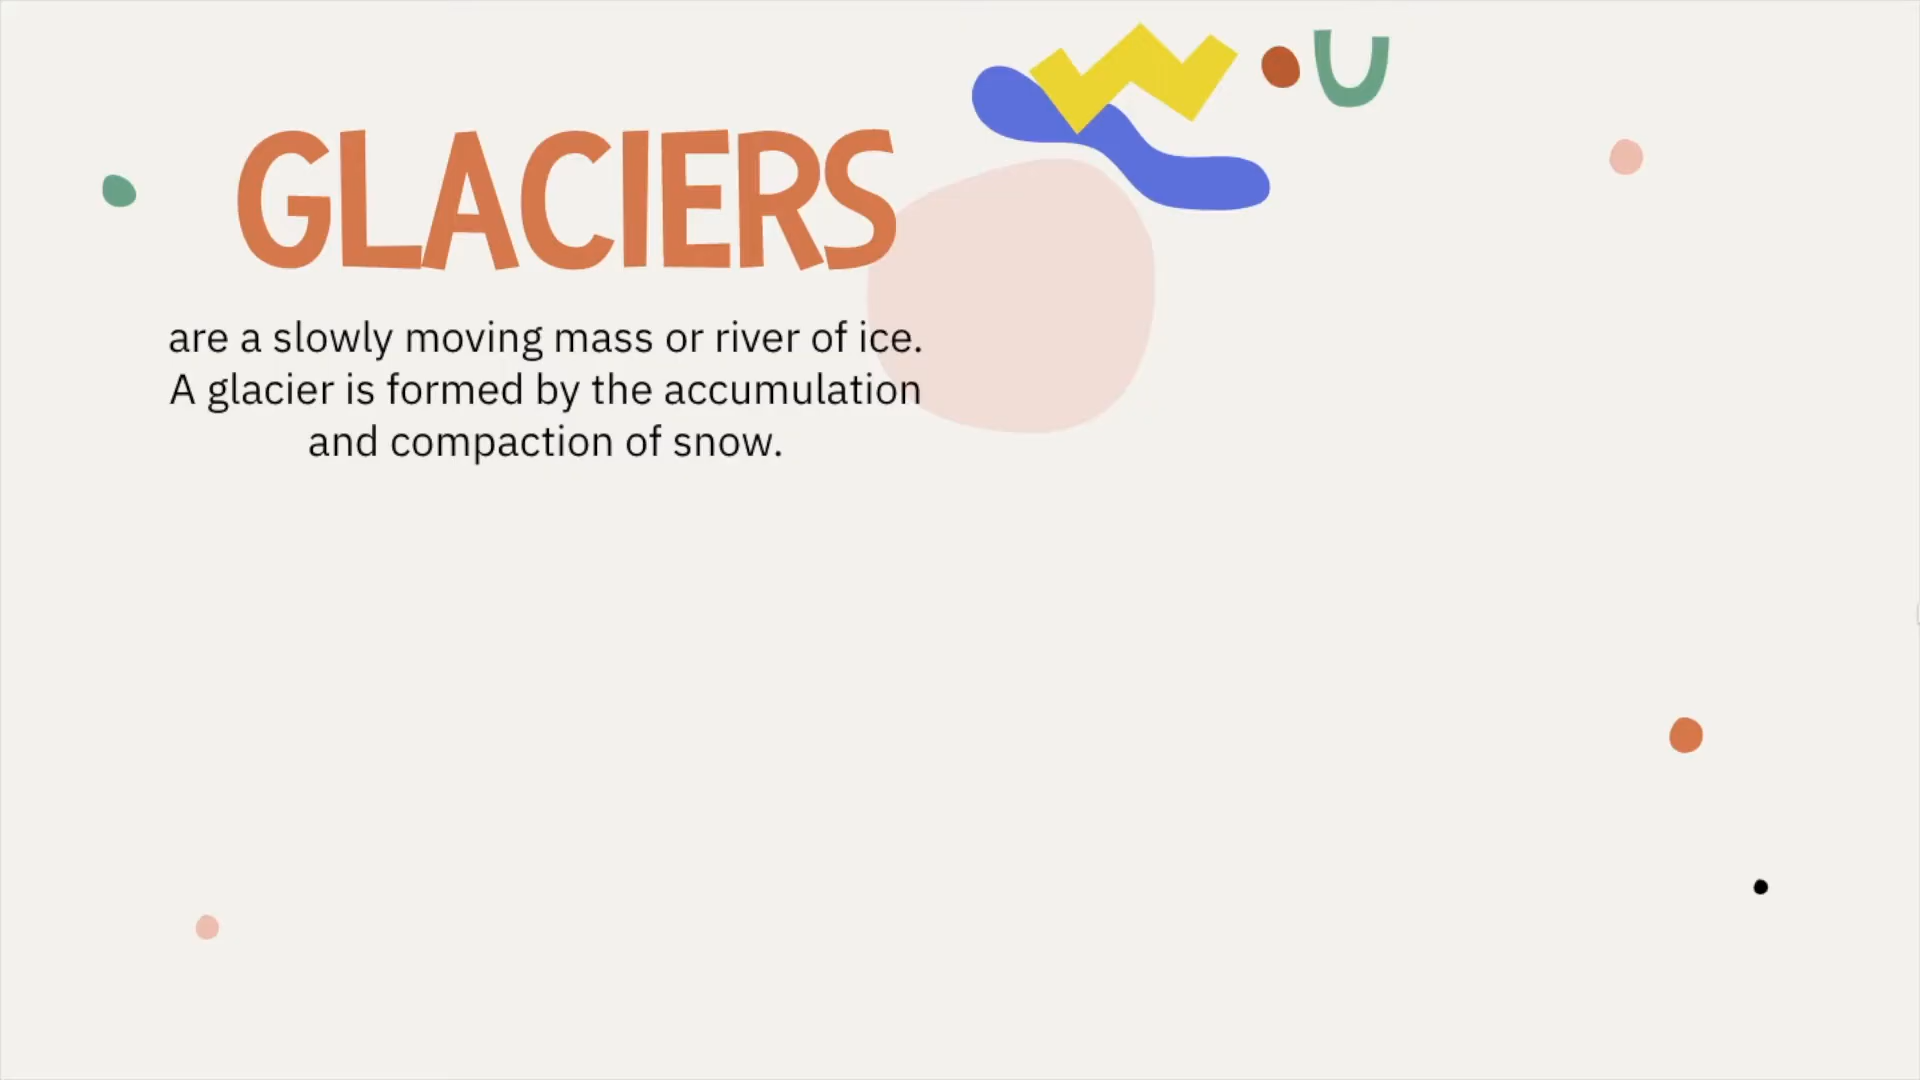 GLACIERS
are a slowly moving mass or river of ice.
A glacier is formed by the accumulation
and compaction of snow.